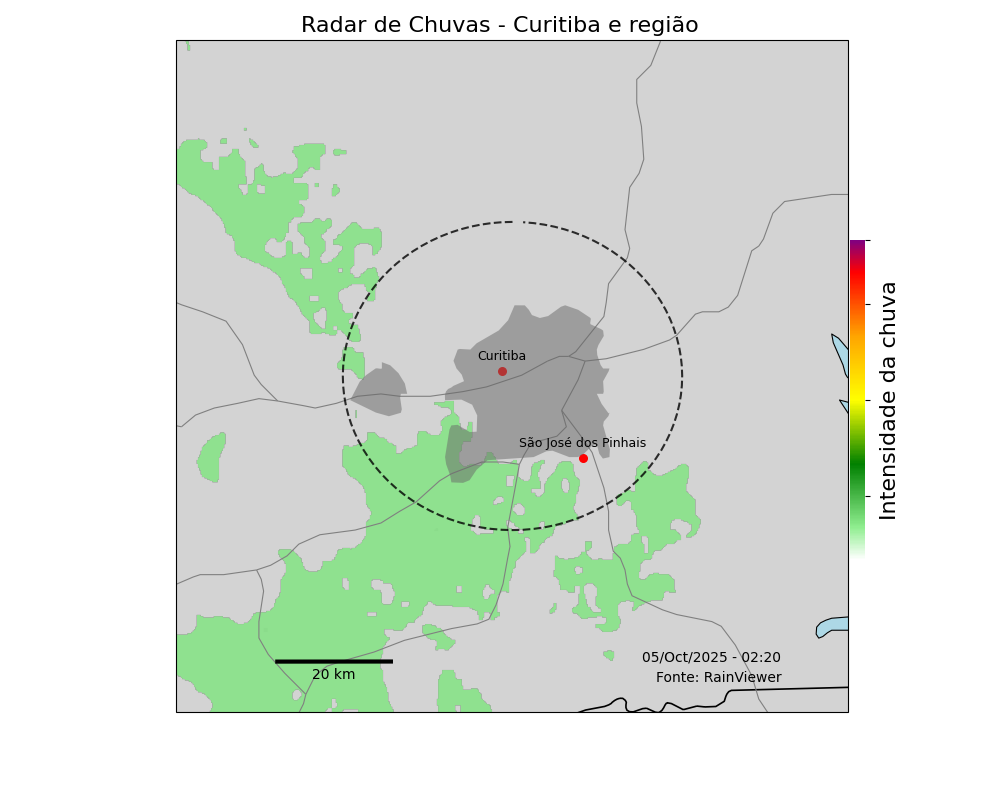 Radar de Chuvas - Curitiba e região
Curitiba
São José dos Pinhais
Intensidade da chuva
20 km
05/Oct/2025 - 02:20
Fonte: RainViewer